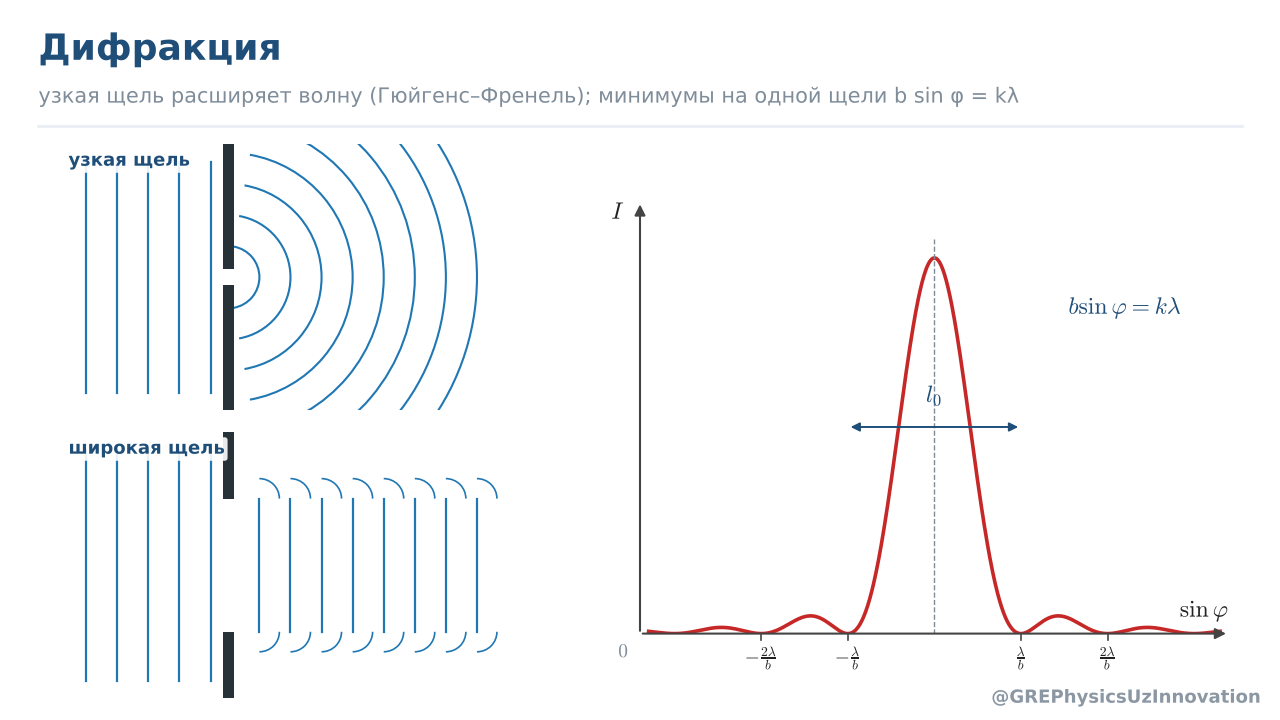 Дифракция
узкая щель расширяет волну (Гюйгенс–Френель); минимумы на одной щели b sin φ = kλ
узкая щель
широкая щель
I
b sin φ = kλ
l₀
sin φ
0
−2λ/b
−λ/b
λ/b
2λ/b
@GREPhysicsUzInnovation